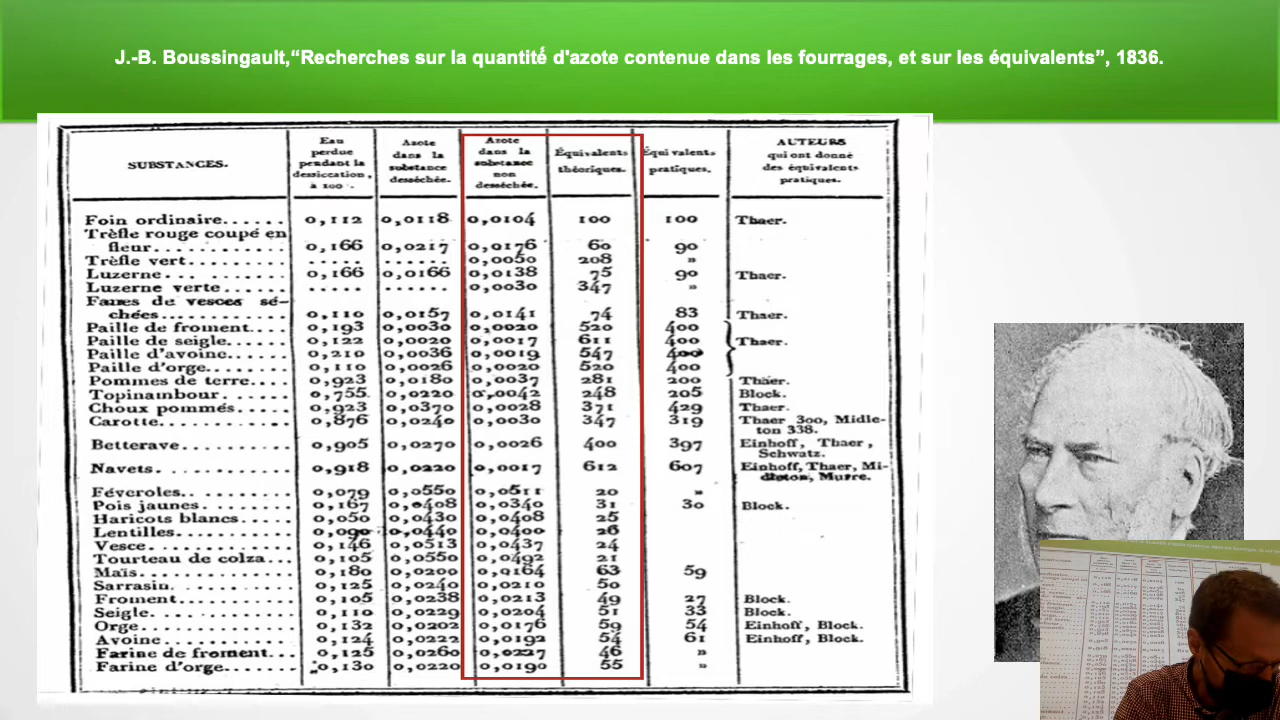 J.-B. Boussingault,“Recherches sur la quantité d'azote contenue dans les fourrages, et sur les équivalents”, 1836.
SUBSTANCES. Eau perdue pendant la dessiccation, à 100°. Azote dans la substance desséchée. Azote dans la substance non desséchée. Équivalents théoriques. Équivalents pratiques. AUTEURS qui ont donné des équivalents pratiques.
Foin ordinaire...... 0,112 0,0118 0,0104 100 100 Thaer.
Trèfle rouge coupé en
fleur............ 0,166 0,0217 0,0176 60 90
Trèfle vert.......... ..... ...... 0,0050 208 »
Luzerne... ....... 0,166 0,0166 0,0138 75 90 Thaer.
Luzerne verte....... ..... ...... 0,0030 347 »
Fanes de vesces sé-
chées............ 0,110 0,0157 0,0141 74 83 Thaer.
Paille de froment.... 0,193 0,0030 0,0020 520 400
Paille de seigle...... 0,122 0,0020 0,0017 611 400 Thaer.
Paille d'avoine...... 0,210 0,0036 0,0019 547 400
Paille d'orge........ 0,110 0,0026 0,0020 520 400
Pommes de terre.... 0,923 0,0180 0,0037 281 200 Thaer.
Topinambour....... 0,755 0,0220 0,0042 248 205 Block.
Choux pommés..... 0,923 0,0370 0,0028 371 429 Thaer.
Carotte............ 0,876 0,0240 0,0030 347 319 Thaer 300, Midle-
ton 338.
Betterave.......... 0,905 0,0270 0,0026 400 397 Einhoff, Thaer,
Schwatz.
Navets............ 0,918 0,0220 0,0017 612 607 Einhoff, Thaer, Mi-
dleton, Murre.
Féveroles.......... 0,079 0,0550 0,0511 20 »
Pois jaunes........ 0,167 0,0408 0,0340 31 30 Block.
Haricots blancs..... 0,050 0,0430 0,0408 25
Lentilles........... 0,090 0,0440 0,0400 26
Vesce............. 0,146 0,0513 0,0437 24
Tourteau de colza... 0,105 0,0550 0,0492 21
Maïs.............. 0,180 0,0200 0,0164 63 59
Sarrasin........... 0,125 0,0240 0,0210 50
Froment........... 0,105 0,0238 0,0213 49 27 Block.
Seigle............. 0,110 0,0229 0,0204 51 33 Block.
Orge............. 0,132 0,0202 0,0176 59 54 Einhoff, Block.
Avoine............ 0,124 0,0222 0,0192 54 61 Einhoff, Block.
Farine de froment... 0,125 0,0260 0,0227 46 »
Farine d'orge....... 0,130 0,0220 0,0190 55 »